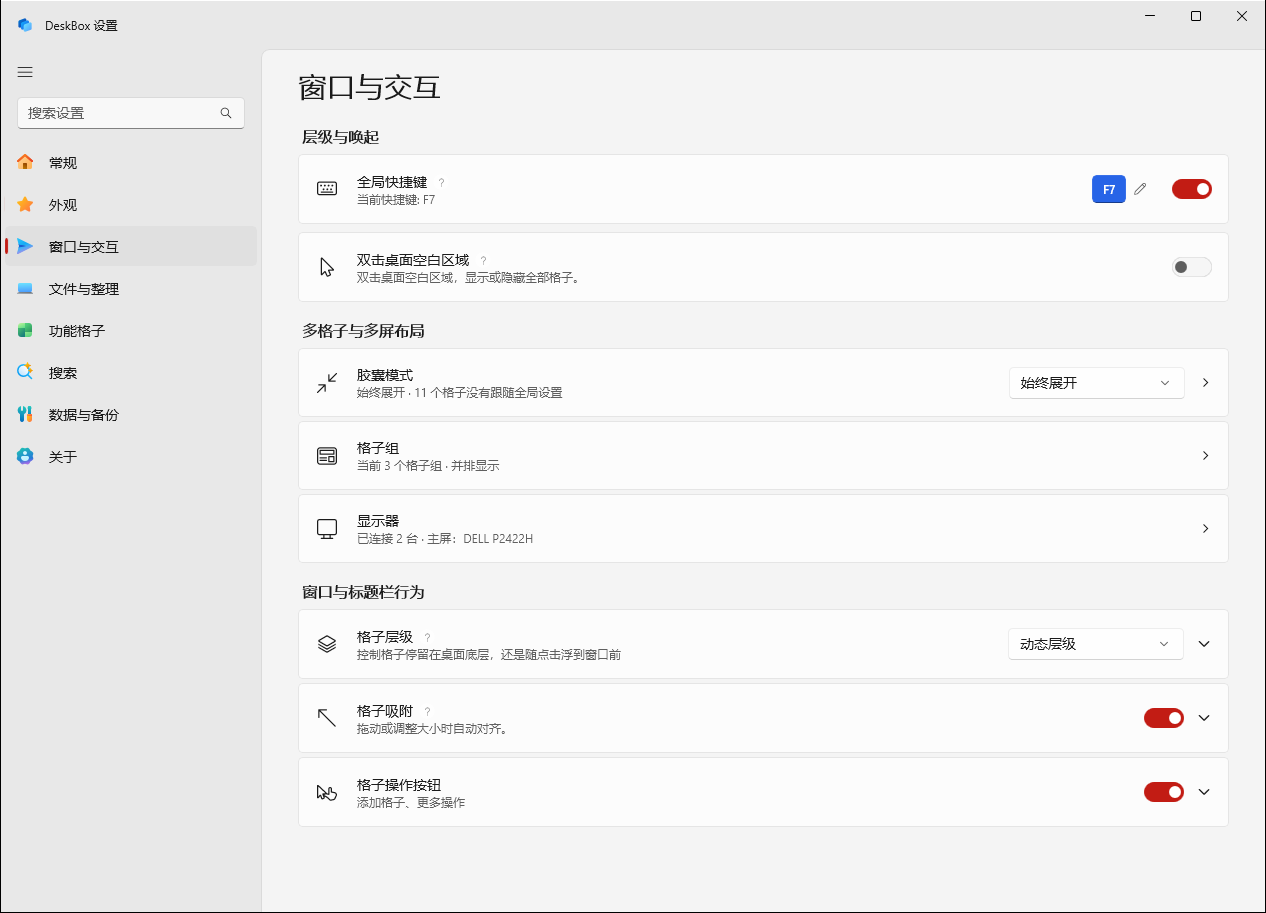 DeskBox 设置
搜索设置
常规
外观
窗口与交互
文件与整理
功能格子
搜索
数据与备份
关于
窗口与交互
层级与唤起
全局快捷键 ?
当前快捷键: F7
F7
双击桌面空白区域 ?
双击桌面空白区域，显示或隐藏全部格子。
多格子与多屏布局
胶囊模式
始终展开 · 11 个格子没有跟随全局设置
始终展开
格子组
当前 3 个格子组 · 并排显示
显示器
已连接 2 台 · 主屏：DELL P2422H
窗口与标题栏行为
格子层级 ?
控制格子停留在桌面底层，还是随点击浮到窗口前
动态层级
格子吸附 ?
拖动或调整大小时自动对齐。
格子操作按钮
添加格子、更多操作